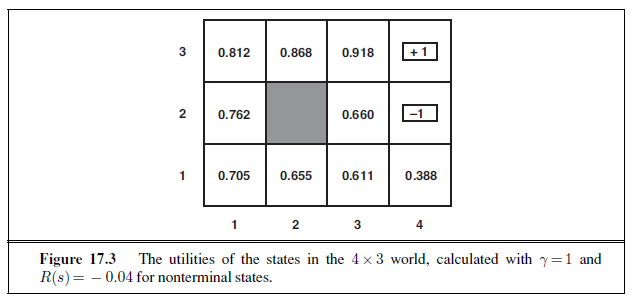 3 0.812 0.868 0.918 +1
2 0.762 0.660 –1
1 0.705 0.655 0.611 0.388
1 2 3 4
Figure 17.3 The utilities of the states in the 4 × 3 world, calculated with γ = 1 and
R(s) = − 0.04 for nonterminal states.